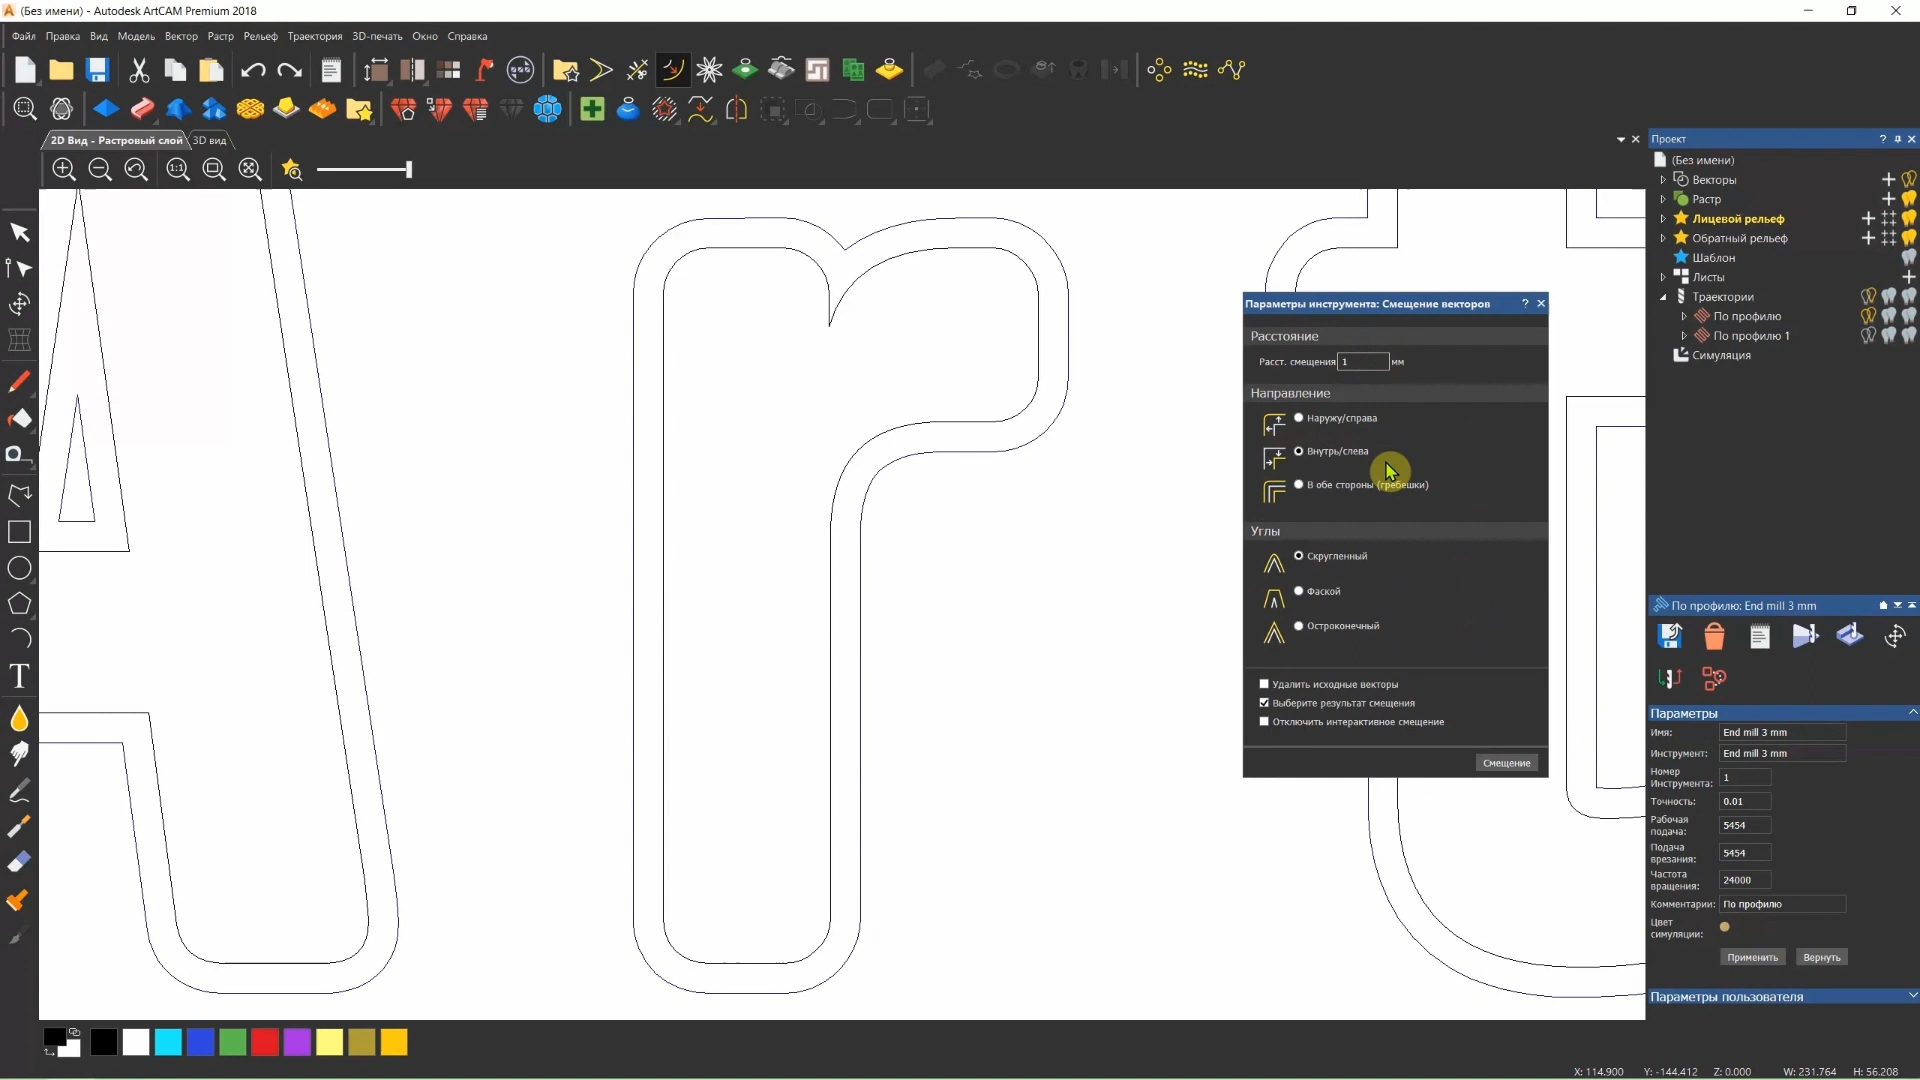 (Без имени) - Autodesk ArtCAM Premium 2018
Файл Правка Вид Модель Вектор Растр Рельеф Траектория 3D-печать Окно Справка
2D Вид - Растровый слой 3D вид
1:1
Проект
(Без имени)
Векторы
Растр
Лицевой рельеф
Обратный рельеф
Шаблон
Листы
Траектории
По профилю
По профилю 1
Симуляция
Параметры инструмента: Смещение векторов
Расстояние
Расст. смещения 1 мм
Направление
Наружу/справа
Внутрь/слева
В обе стороны (гребешки)
Углы
Скругленный
Фаской
Остроконечный
Удалить исходные векторы
Выберите результат смещения
Отключить интерактивное смещение
Смещение
По профилю: End mill 3 mm
Параметры
Имя: End mill 3 mm
Инструмент: End mill 3 mm
Номер
Инструмента: 1
Точность: 0.01
Рабочая
подача: 5454
Подача
врезания: 5454
Частота
вращения: 24000
Комментарии: По профилю
Цвет
симуляции:
Применить Вернуть
Параметры пользователя
X: 114.900 Y: -144.412 Z: 0.000 W: 231.764 H: 56.208